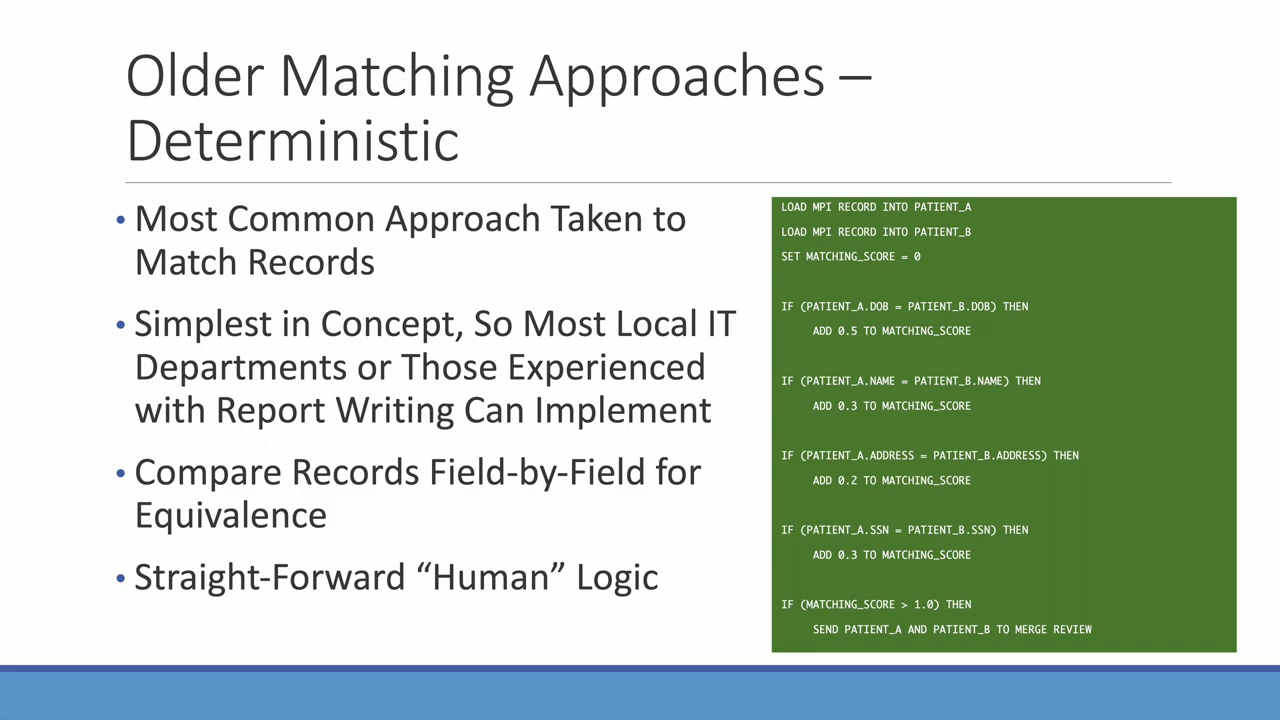 Older Matching Approaches –
Deterministic
• Most Common Approach Taken to
Match Records
• Simplest in Concept, So Most Local IT
Departments or Those Experienced
with Report Writing Can Implement
• Compare Records Field-by-Field for
Equivalence
• Straight-Forward “Human” Logic
LOAD MPI RECORD INTO PATIENT_A
LOAD MPI RECORD INTO PATIENT_B
SET MATCHING_SCORE = 0
IF (PATIENT_A.DOB = PATIENT_B.DOB) THEN
ADD 0.5 TO MATCHING_SCORE
IF (PATIENT_A.NAME = PATIENT_B.NAME) THEN
ADD 0.3 TO MATCHING_SCORE
IF (PATIENT_A.ADDRESS = PATIENT_B.ADDRESS) THEN
ADD 0.2 TO MATCHING_SCORE
IF (PATIENT_A.SSN = PATIENT_B.SSN) THEN
ADD 0.3 TO MATCHING_SCORE
IF (MATCHING_SCORE > 1.0) THEN
SEND PATIENT_A AND PATIENT_B TO MERGE REVIEW